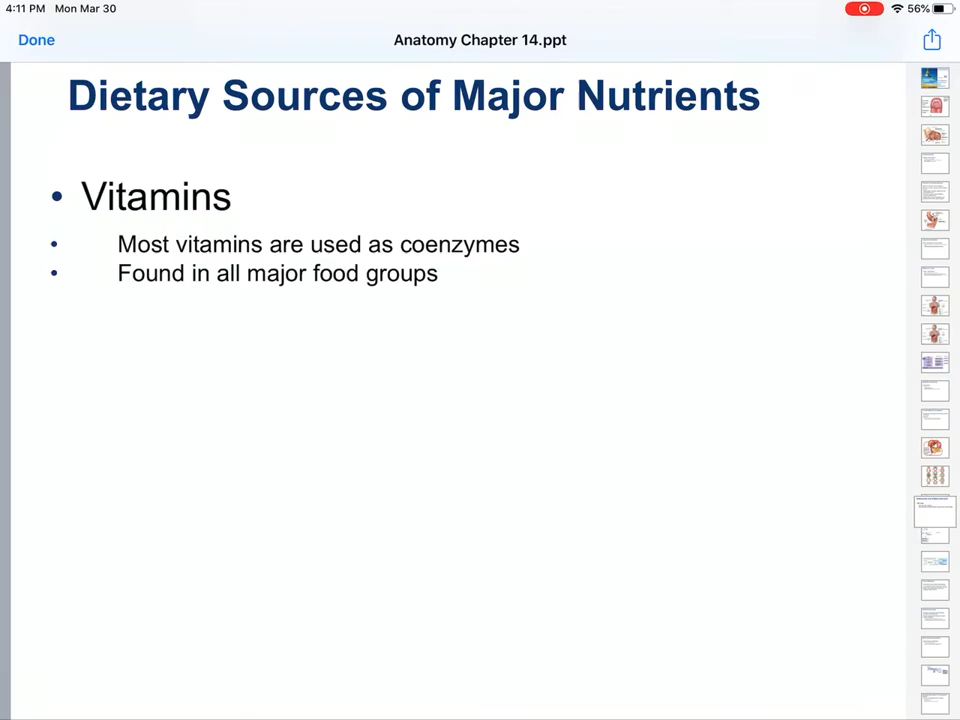 4:11 PM Mon Mar 30
56%
Done
Anatomy Chapter 14.ppt
Dietary Sources of Major Nutrients
• Vitamins
• Most vitamins are used as coenzymes
• Found in all major food groups